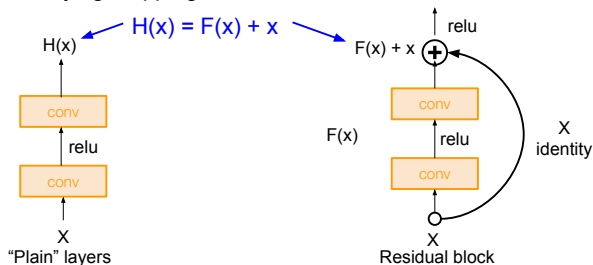 H(x) = F(x) + x
relu
H(x)
F(x) + x
conv
conv
relu
F(x)
relu
X
identity
conv
conv
X
X
"Plain" layers
Residual block